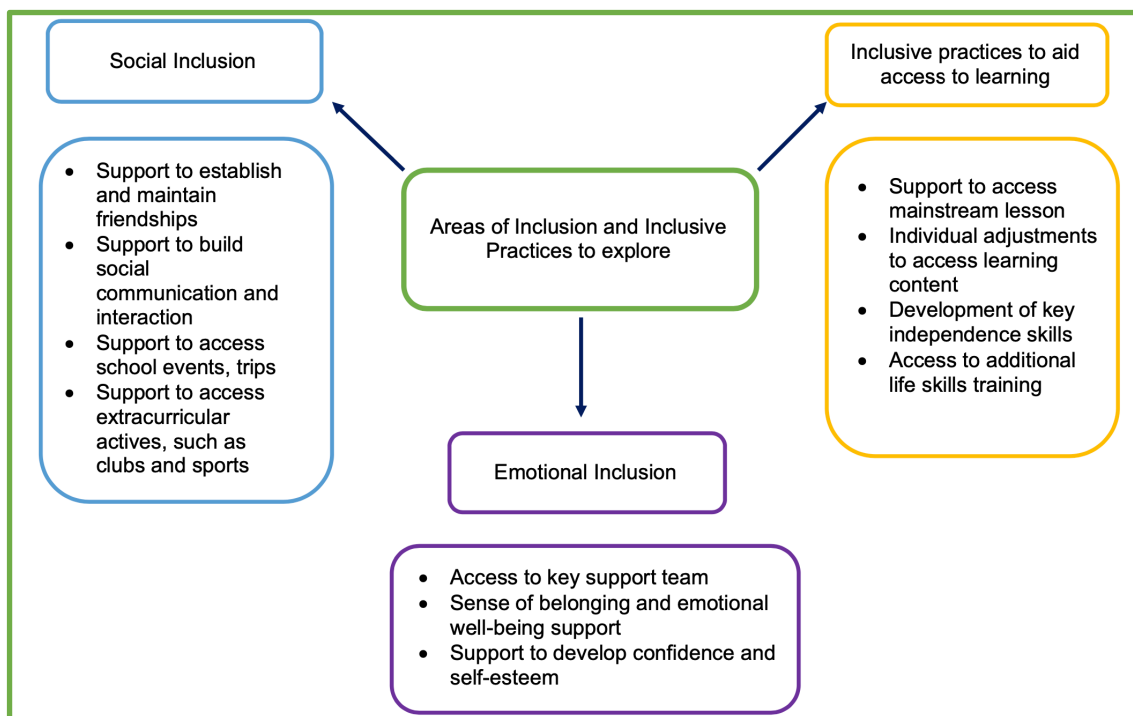 Social Inclusion
• Support to establish
and maintain
friendships
• Support to build
social
communication and
interaction
• Support to access
school events, trips
• Support to access
extracurricular
actives, such as
clubs and sports
Areas of Inclusion and Inclusive
Practices to explore
Inclusive practices to aid
access to learning
• Support to access
mainstream lesson
• Individual adjustments
to access learning
content
• Development of key
independence skills
• Access to additional
life skills training
Emotional Inclusion
• Access to key support team
• Sense of belonging and emotional
well-being support
• Support to develop confidence and
self-esteem